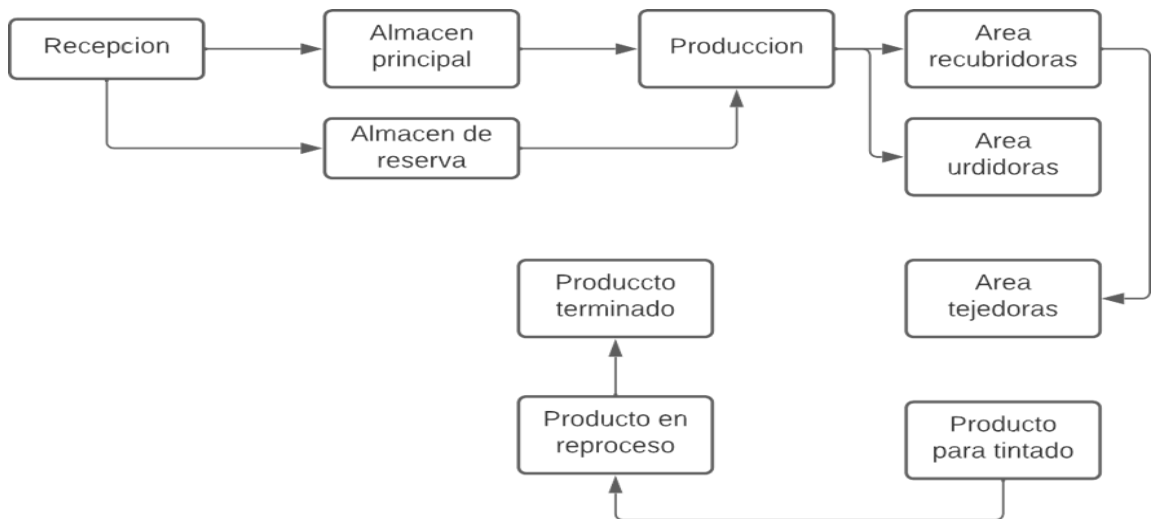 Recepcion
Almacen
principal
Produccion
Area
recubridoras
Almacen de
reserva
Area
urdidoras
Produccto
terminado
Area
tejedoras
Producto en
reproceso
Producto
para tintado